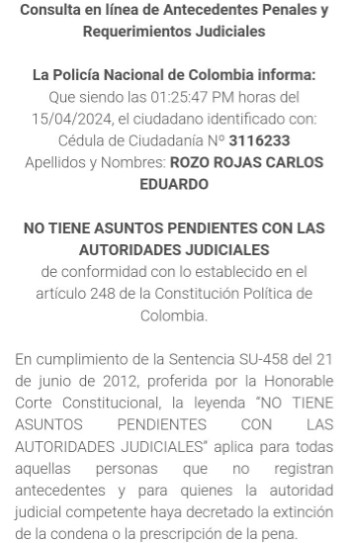 Consulta en línea de Antecedentes Penales y
Requerimientos Judiciales
La Policía Nacional de Colombia informa:
Que siendo las 01:25:47 PM horas del
15/04/2024, el ciudadano identificado con:
Cédula de Ciudadanía Nº 3116233
Apellidos y Nombres: ROZO ROJAS CARLOS
EDUARDO
NO TIENE ASUNTOS PENDIENTES CON LAS
AUTORIDADES JUDICIALES
de conformidad con lo establecido en el
artículo 248 de la Constitución Política de
Colombia.
En cumplimiento de la Sentencia SU-458 del 21
de junio de 2012, proferida por la Honorable
Corte Constitucional, la leyenda “NO TIENE
ASUNTOS PENDIENTES CON LAS
AUTORIDADES JUDICIALES” aplica para todas
aquellas personas que no registran
antecedentes y para quienes la autoridad
judicial competente haya decretado la extinción
de la condena o la prescripción de la pena.